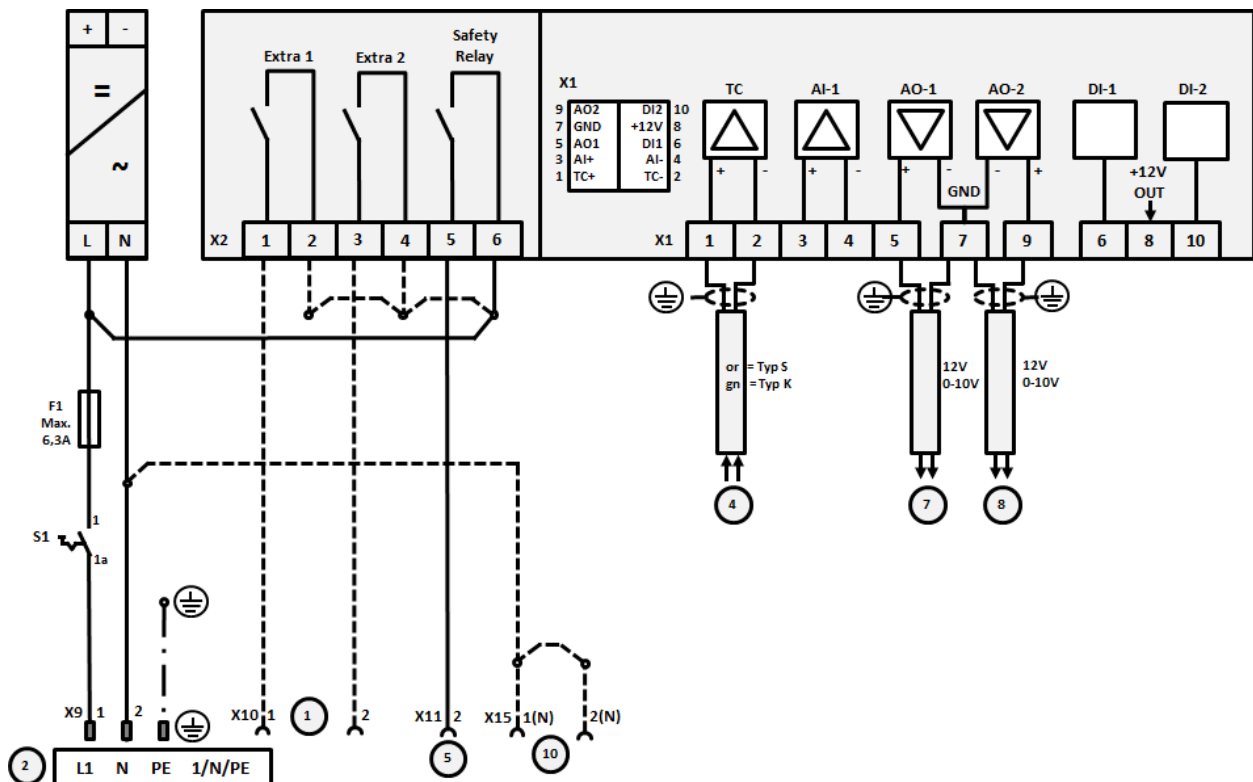 + -
=
~
L N
Extra 1
Extra 2
Safety
Relay
X2 1 2 3 4 5 6
X1
9 AO2 DI2 10
7 GND +12V 8
5 AO1 DI1 6
3 AI+ AI- 4
1 TC+ TC- 2
TC
AI-1
AO-1
AO-2
DI-1
DI-2
+ - + - + - - +
GND
+12V
OUT
X1 1 2 3 4 5 7 9 6 8 10
or = Typ S
gn = Typ K
12V
0-10V
12V
0-10V
4
7
8
F1
Max.
6,3A
S1
1
1a
X9 1 2
X10 1
1
2
X11 2
5
X15 1(N)
2(N)
10
2
L1 N PE 1/N/PE